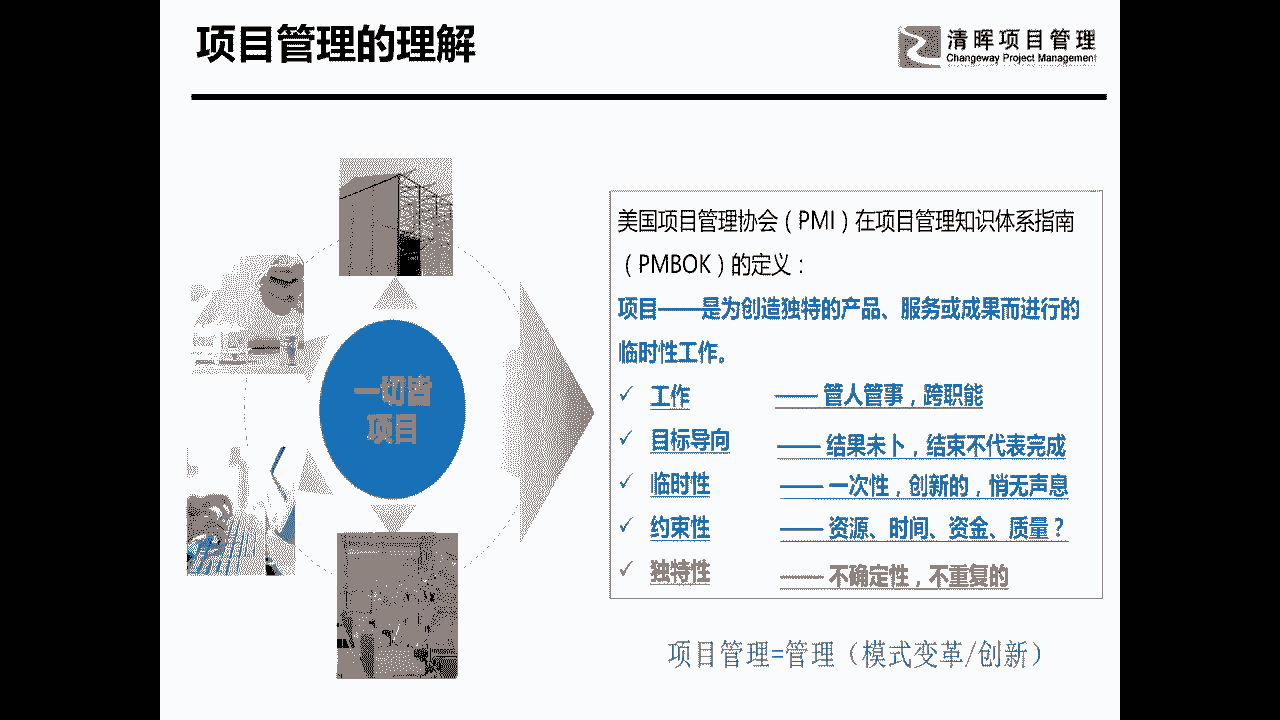 项目管理的理解
清晖项目管理
Changeway Project Management
一切皆
项目
美国项目管理协会（PMI）在项目管理知识体系指南
（PMBOK）的定义：
项目——是为创造独特的产品、服务或成果而进行的
临时性工作。
✓ 工作 —— 管人管事，跨职能
✓ 目标导向 —— 结果未卜，结束不代表完成
✓ 临时性 —— 一次性，创新的，悄无声息
✓ 约束性 —— 资源、时间、资金、质量？
✓ 独特性 —— 不确定性，不重复的
项目管理=管理（模式变革/创新）